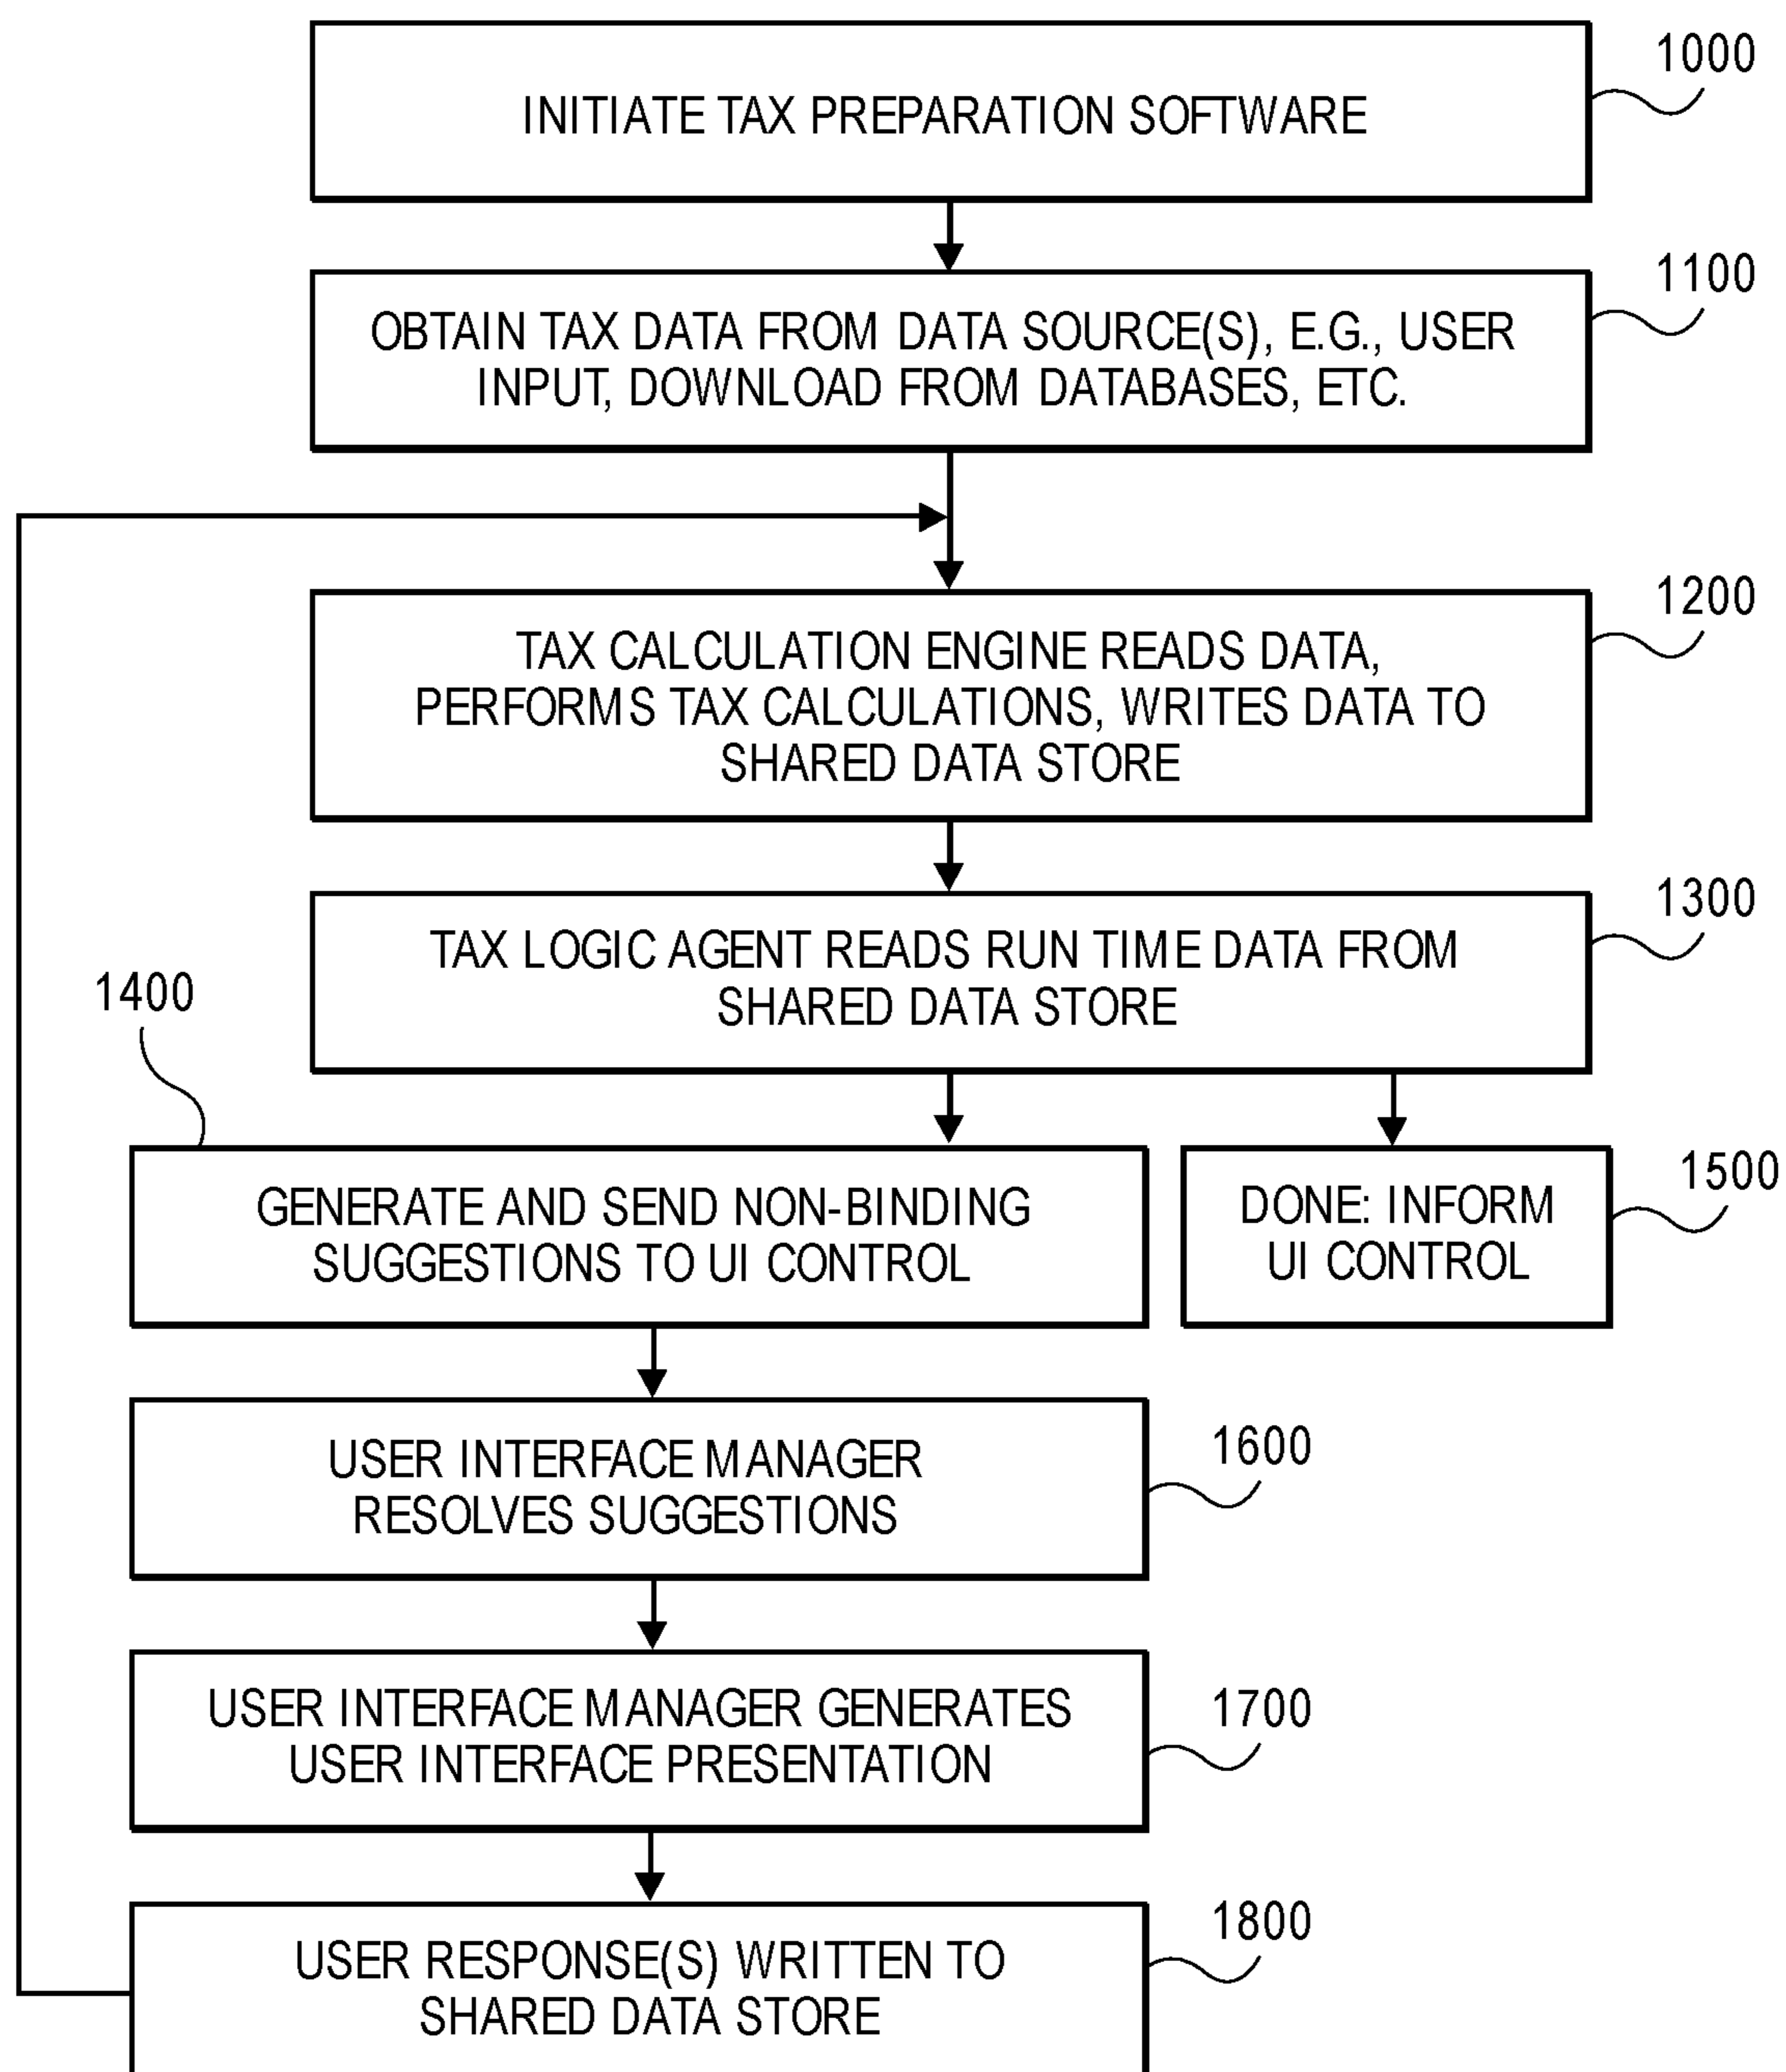 1000
INITIATE TAX PREPARATION SOFTWARE
1100
OBTAIN TAX DATA FROM DATA SOURCE(S), E.G., USER
INPUT, DOWNLOAD FROM DATABASES, ETC.
1200
TAX CALCULATION ENGINE READS DATA,
PERFORMS TAX CALCULATIONS, WRITES DATA TO
SHARED DATA STORE
1300
TAX LOGIC AGENT READS RUN TIME DATA FROM
SHARED DATA STORE
1400
GENERATE AND SEND NON-BINDING
SUGGESTIONS TO UI CONTROL
1500
DONE: INFORM
UI CONTROL
1600
USER INTERFACE MANAGER
RESOLVES SUGGESTIONS
1700
USER INTERFACE MANAGER GENERATES
USER INTERFACE PRESENTATION
1800
USER RESPONSE(S) WRITTEN TO
SHARED DATA STORE